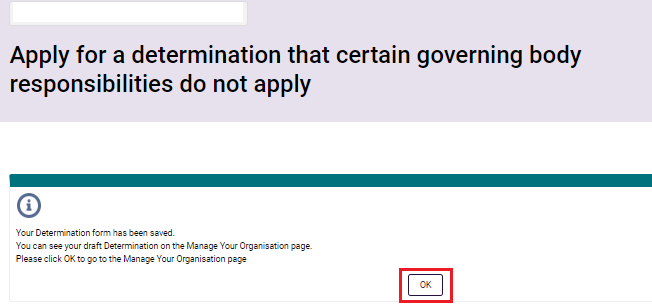 Apply for a determination that certain governing body
responsibilities do not apply
Your Determination form has been saved.
You can see your draft Determination on the Manage Your Organisation page.
Please click OK to go to the Manage Your Organisation page
OK